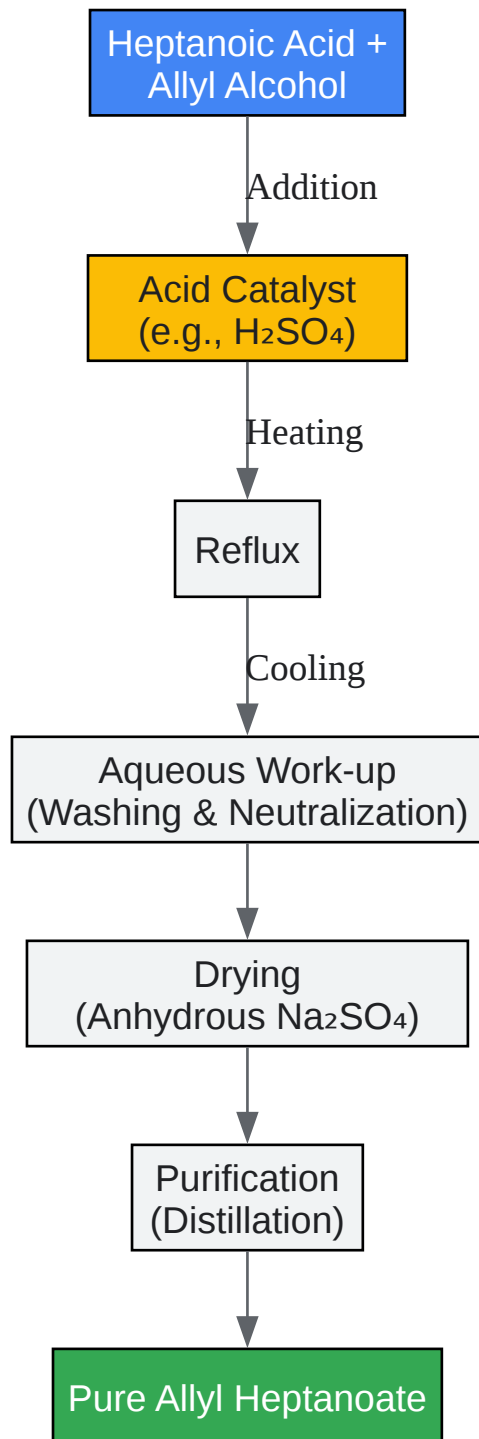 Heptanoic Acid +
Allyl Alcohol
Addition
Acid Catalyst
(e.g., H₂SO₄)
Heating
Reflux
Cooling
Aqueous Work-up
(Washing & Neutralization)
Drying
(Anhydrous Na₂SO₄)
Purification
(Distillation)
Pure Allyl Heptanoate